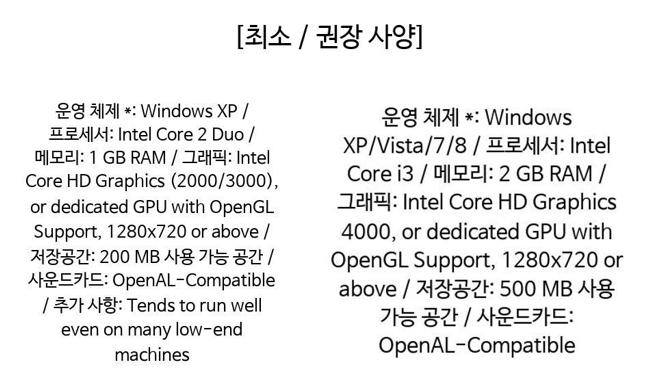 [최소 / 권장 사양]
운영 체제 *: Windows XP /
프로세서: Intel Core 2 Duo /
메모리: 1 GB RAM / 그래픽: Intel
Core HD Graphics (2000/3000),
or dedicated GPU with OpenGL
Support, 1280x720 or above /
저장공간: 200 MB 사용 가능 공간 /
사운드카드: OpenAL-Compatible
/ 추가 사항: Tends to run well
even on many low-end
machines
운영 체제 *: Windows
XP/Vista/7/8 / 프로세서: Intel
Core i3 / 메모리: 2 GB RAM /
그래픽: Intel Core HD Graphics
4000, or dedicated GPU with
OpenGL Support, 1280x720 or
above / 저장공간: 500 MB 사용
가능 공간 / 사운드카드:
OpenAL-Compatible